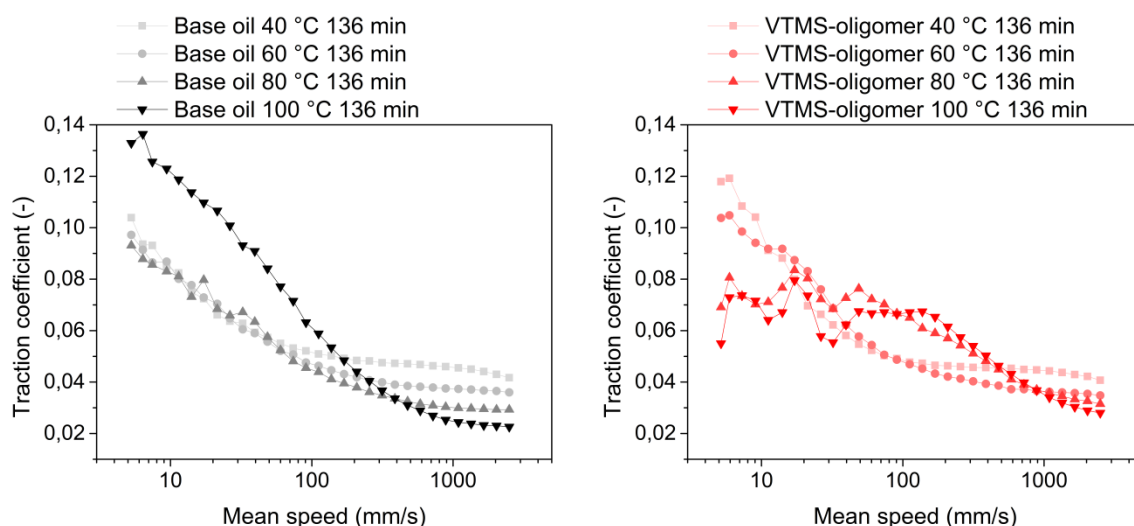 Base oil 40 °C 136 min
Base oil 60 °C 136 min
Base oil 80 °C 136 min
Base oil 100 °C 136 min
0,14
0,12
0,10
0,08
0,06
0,04
0,02
Traction coefficient (-)
10
100
1000
Mean speed (mm/s)
VTMS-oligomer 40 °C 136 min
VTMS-oligomer 60 °C 136 min
VTMS-oligomer 80 °C 136 min
VTMS-oligomer 100 °C 136 min
0,14
0,12
0,10
0,08
0,06
0,04
0,02
Traction coefficient (-)
10
100
1000
Mean speed (mm/s)